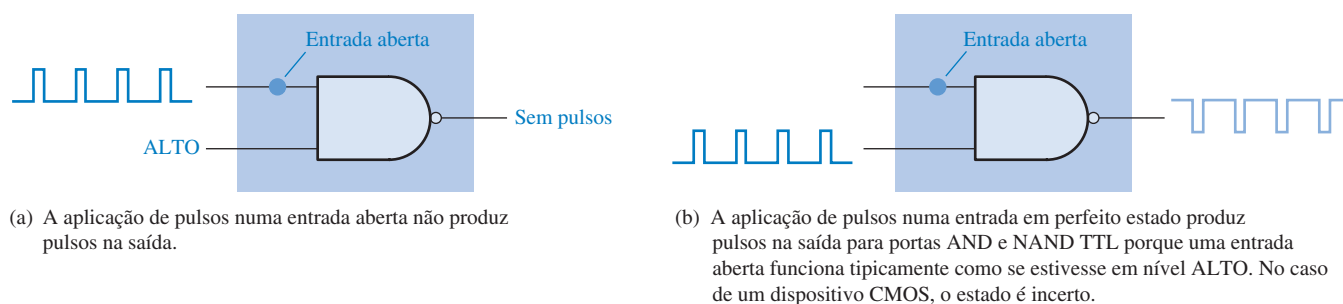 Entrada aberta
Sem pulsos
ALTO
(a) A aplicação de pulsos numa entrada aberta não produz
pulsos na saída.
Entrada aberta
(b) A aplicação de pulsos numa entrada em perfeito estado produz
pulsos na saída para portas AND e NAND TTL porque uma entrada
aberta funciona tipicamente como se estivesse em nível ALTO. No caso
de um dispositivo CMOS, o estado é incerto.